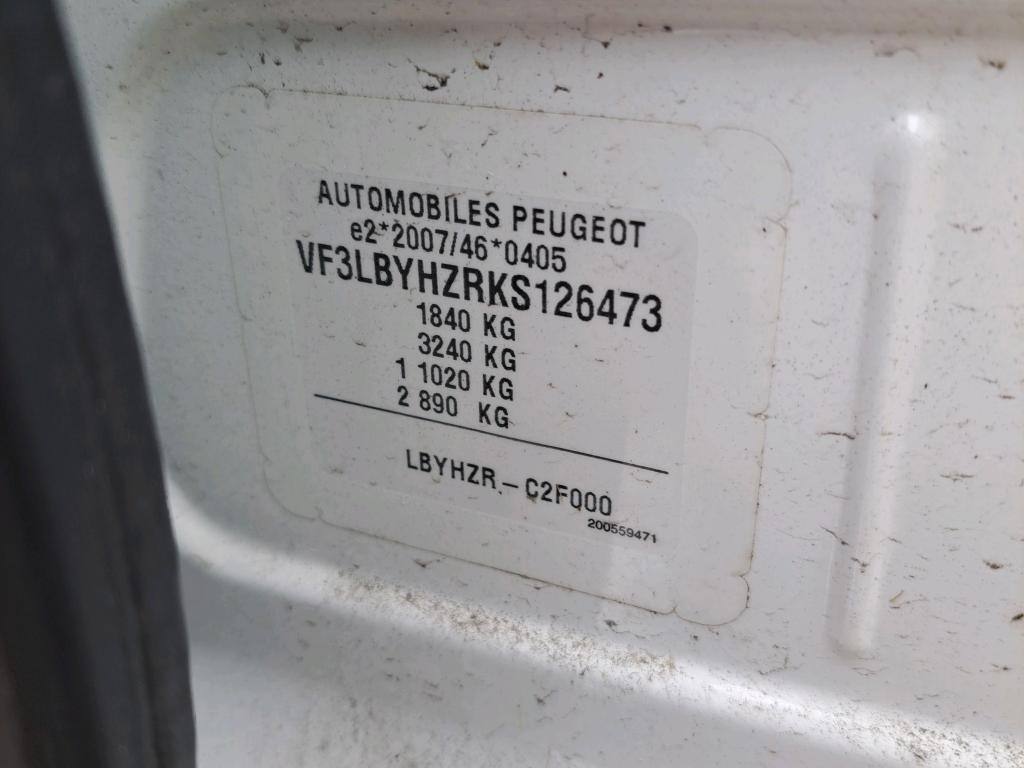 AUTOMOBILES PEUGEOT
e2*2007/46*0405
VF3LBYHZRKS126473
1840 KG
3240 KG
1 1020 KG
2 890 KG
LBYHZR - C2F000
200559471